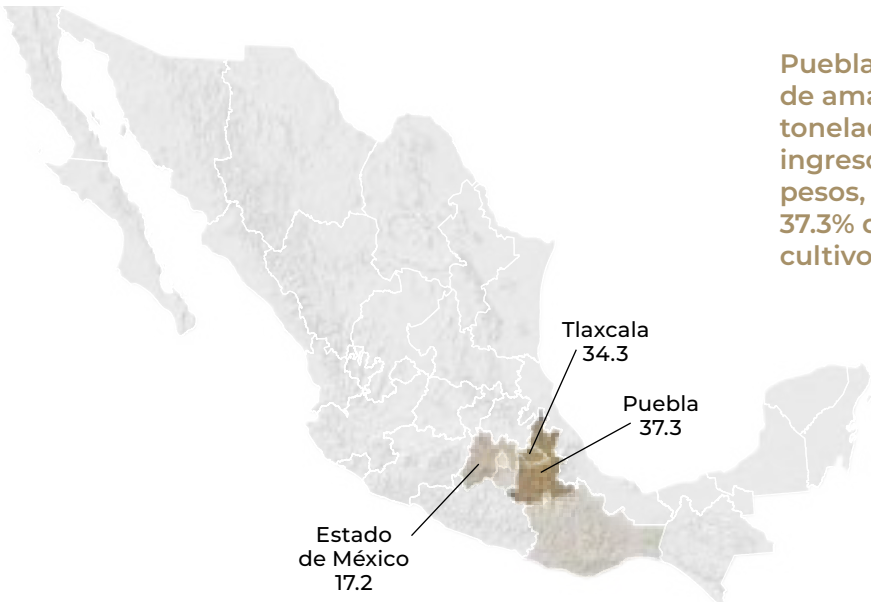 Puebla
de ama
tonelad
ingreso
pesos,
37.3% d
cultivo
Tlaxcala
34.3
Puebla
37.3
Estado
de México
17.2